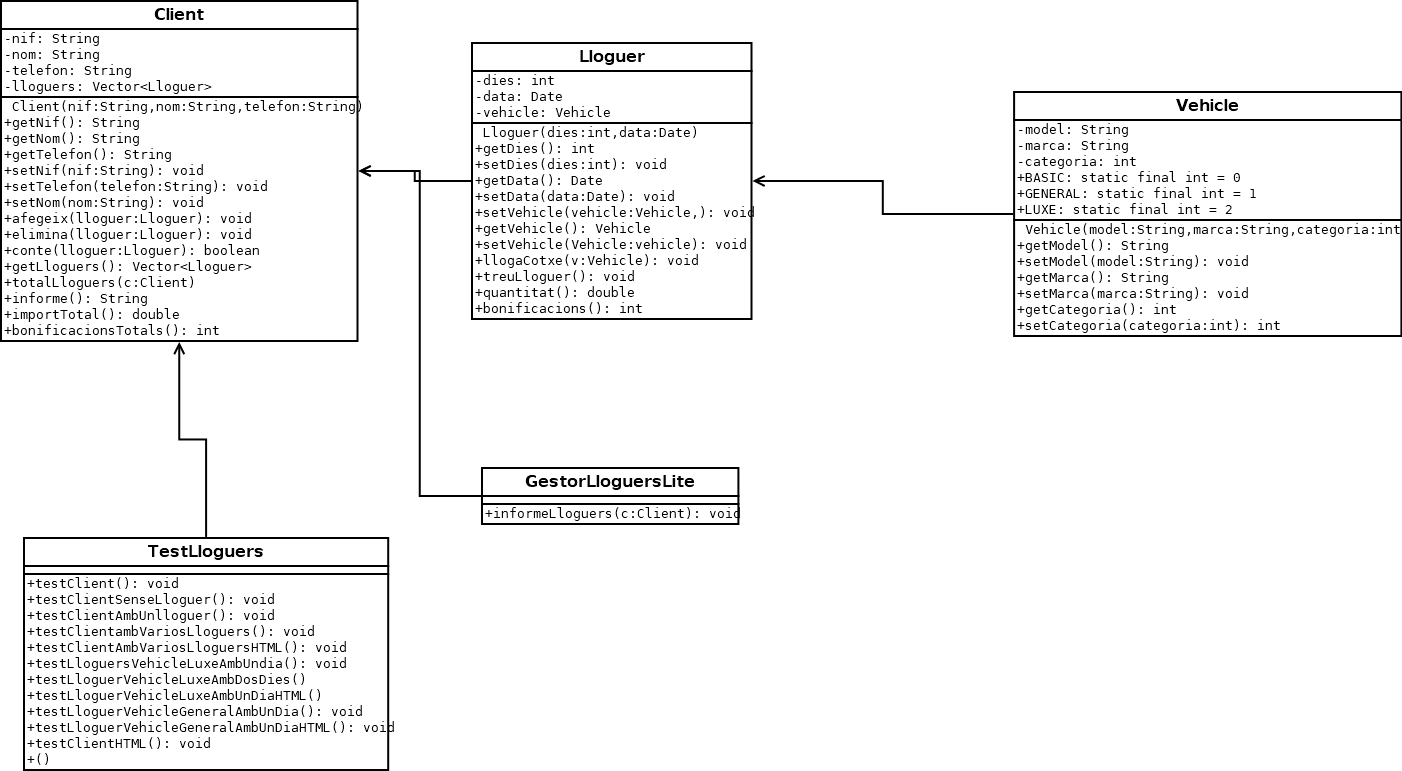 Client
-nif: String
-nom: String
-telefon: String
-lloguers: Vector<Lloguer>
Client(nif:String,nom:String,telefon:String)
+getNif(): String
+getNom(): String
+getTelefon(): String
+setNif(nif:String): void
+setTelefon(telefon:String): void
+setNom(nom:String): void
+afegeix(lloguer:Lloguer): void
+elimina(lloguer:Lloguer): void
+conte(lloguer:Lloguer): boolean
+getLloguers(): Vector<Lloguer>
+totalLloguers(c:Client)
+informe(): String
+importTotal(): double
+bonificacionsTotals(): int
Lloguer
-dies: int
-data: Date
-vehicle: Vehicle
Lloguer(dies:int,data:Date)
+getDies(): int
+setDies(dies:int): void
+getData(): Date
+setData(data:Date): void
+setVehicle(vehicle:Vehicle,): void
+getVehicle(): Vehicle
+setVehicle(Vehicle:vehicle): void
+llogaCotxe(v:Vehicle): void
+treuLloguer(): void
+quantitat(): double
+bonificacions(): int
Vehicle
-model: String
-marca: String
-categoria: int
+BASIC: static final int = 0
+GENERAL: static final int = 1
+LUXE: static final int = 2
Vehicle(model:String,marca:String,categoria:int
+getModel(): String
+setModel(model:String): void
+getMarca(): String
+setMarca(marca:String): void
+getCategoria(): int
+setCategoria(categoria:int): int
GestorLloguersLite
+informeLloguers(c:Client): void
TestLloguers
+testClient(): void
+testClientSenseLloguer(): void
+testClientAmbUnlloguer(): void
+testClientambVariosLloguers(): void
+testClientAmbVariosLloguersHTML(): void
+testLloguersVehicleLuxeAmbUndia(): void
+testLloguerVehicleLuxeAmbDosDies()
+testLloguerVehicleLuxeAmbUnDiaHTML()
+testLloguerVehicleGeneralAmbUnDia(): void
+testLloguerVehicleGeneralAmbUnDiaHTML(): void
+testClientHTML(): void
+()